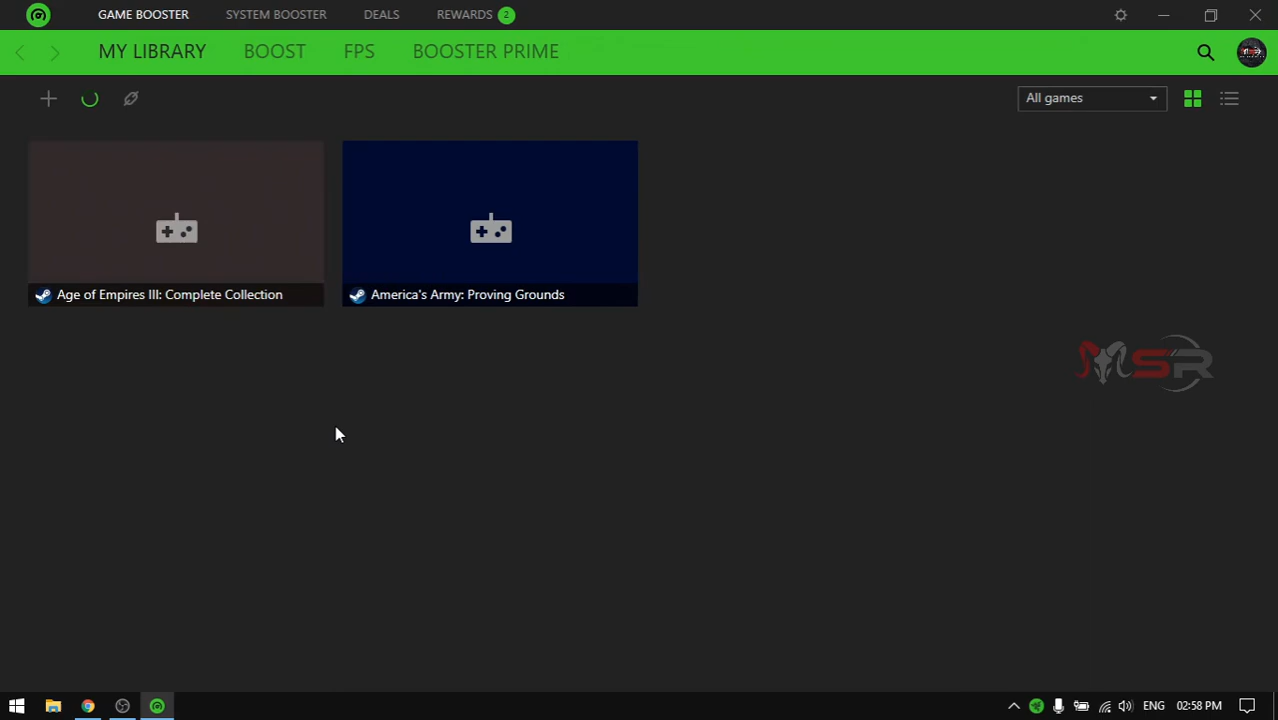 GAME BOOSTER SYSTEM BOOSTER DEALS REWARDS 2
MY LIBRARY BOOST FPS BOOSTER PRIME
All games
Age of Empires III: Complete Collection
America's Army: Proving Grounds
MSR
ENG 02:58 PM